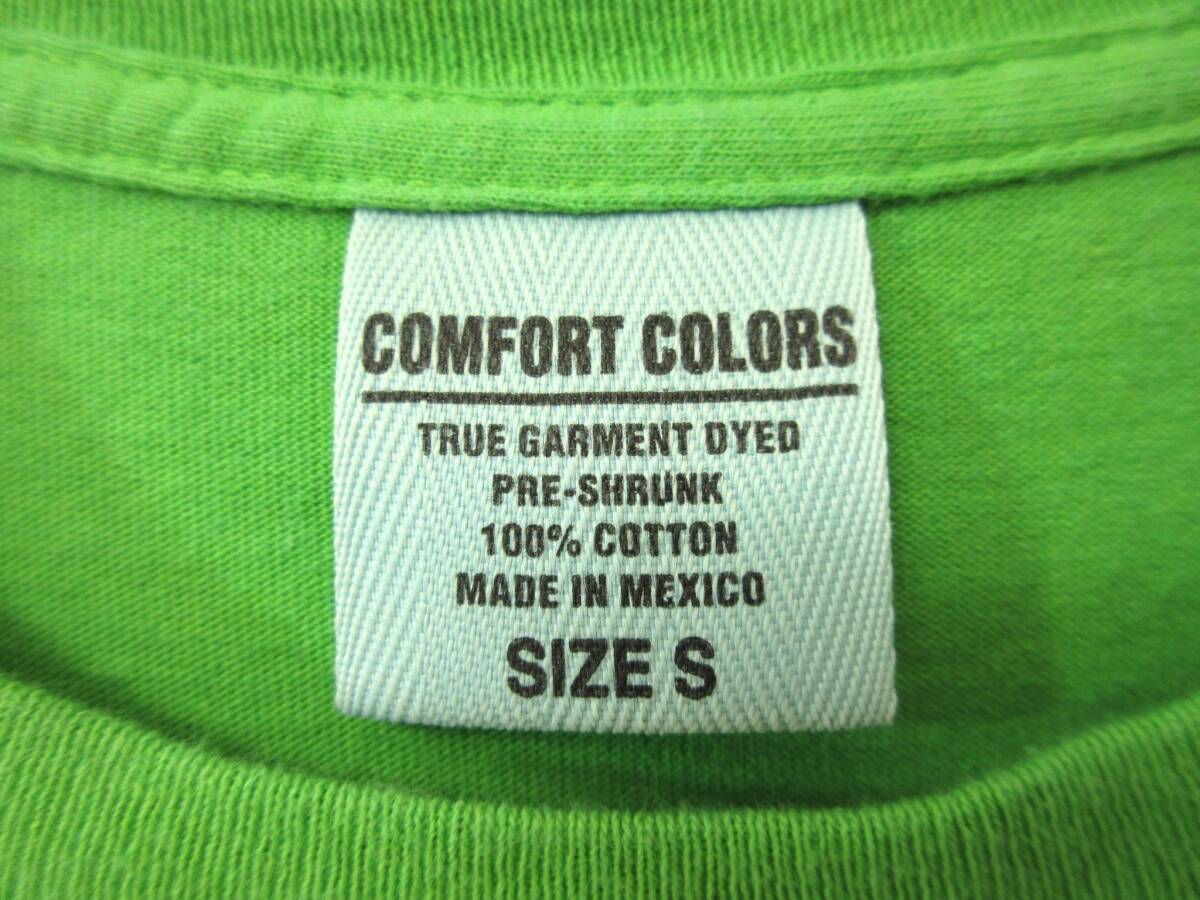 COMFORT COLORS
TRUE GARMENT DYED
PRE-SHRUNK
100% COTTON
MADE IN MEXICO
SIZE S